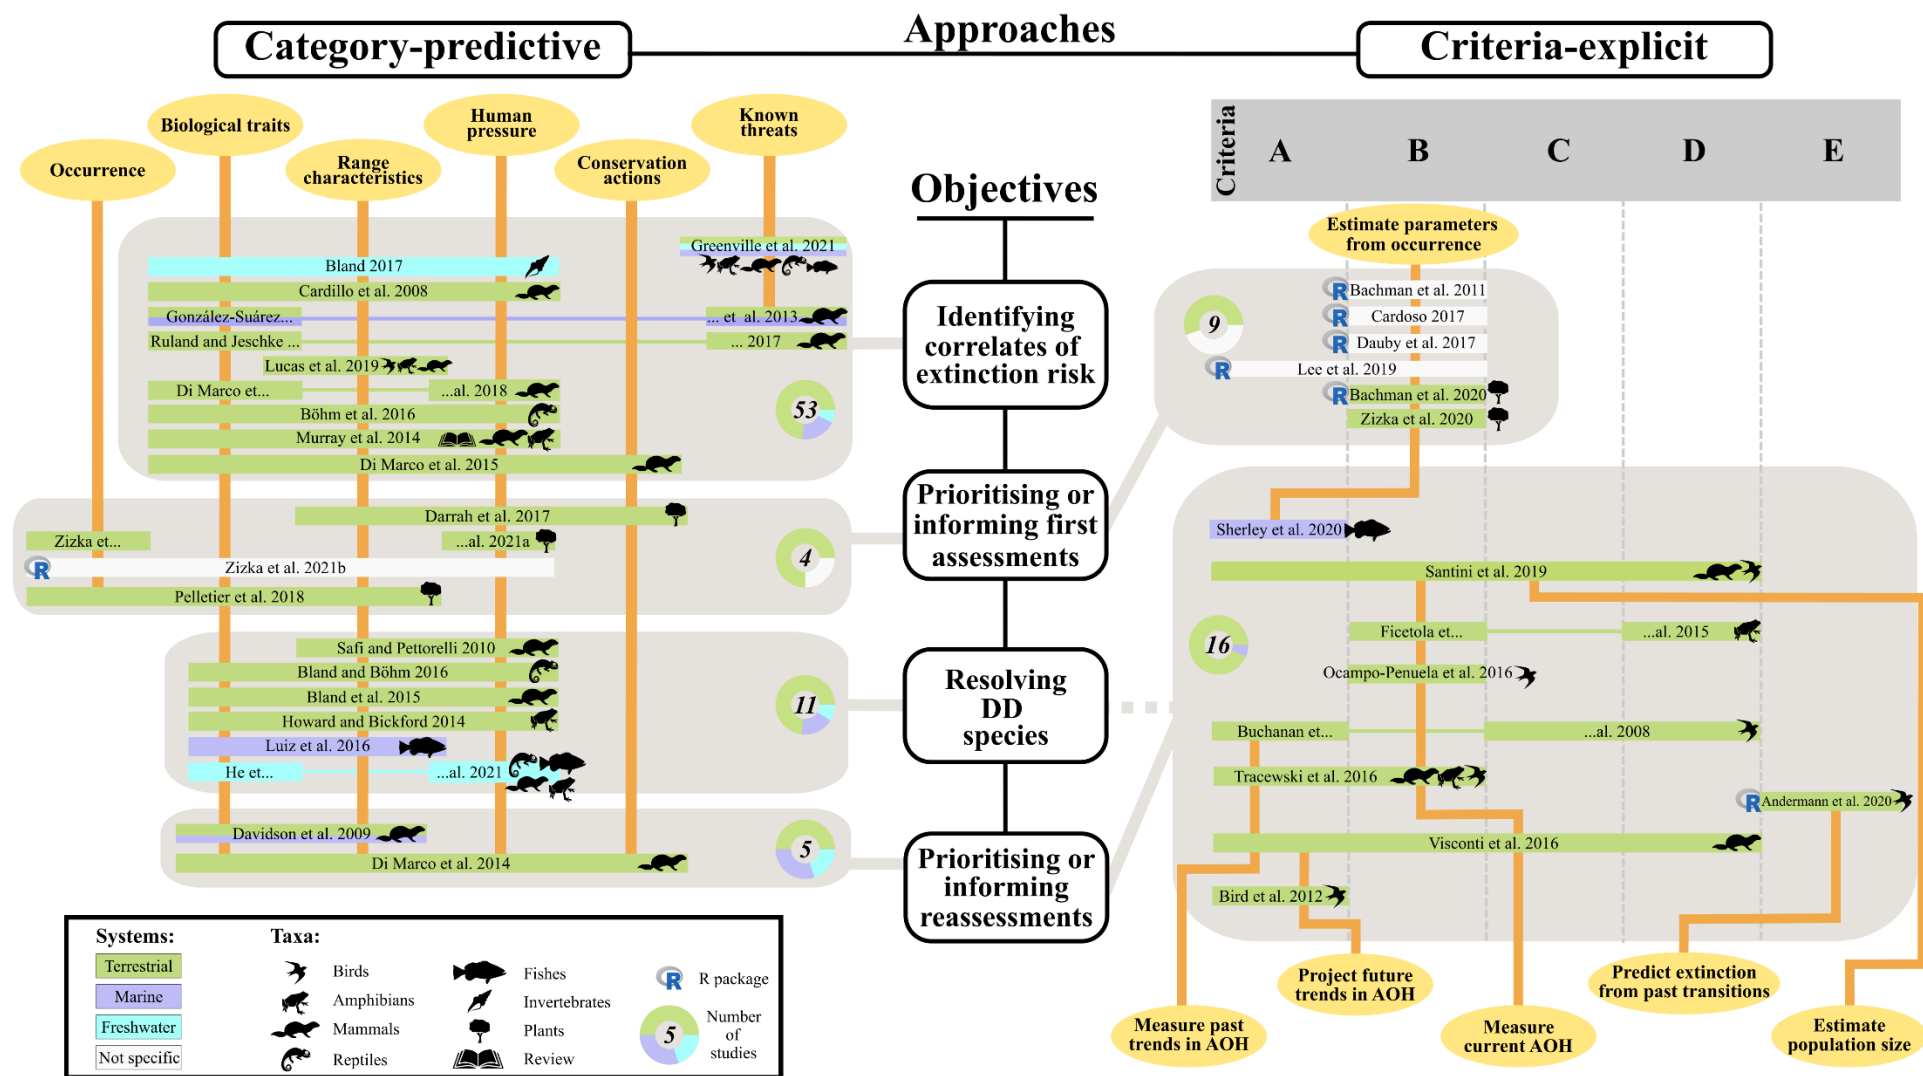 Approaches
Category-predictive
Criteria-explicit
Occurrence
Biological traits
Range
characteristics
Human
pressure
Conservation
actions
Known
threats
Greenville et al. 2021
Bland 2017
Cardillo et al. 2008
González-Suárez...
... et al. 2013
Ruland and Jeschke ...
... 2017
Lucas et al. 2019
Di Marco et...
...al. 2018
Böhm et al. 2016
Murray et al. 2014
Di Marco et al. 2015
53
Darrah et al. 2017
Zizka et...
...al. 2021a
R
Zizka et al. 2021b
Pelletier et al. 2018
4
Safi and Pettorelli 2010
Bland and Böhm 2016
Bland et al. 2015
Howard and Bickford 2014
Luiz et al. 2016
He et...
...al. 2021
11
Davidson et al. 2009
Di Marco et al. 2014
5
Objectives
Identifying
correlates of
extinction risk
Prioritising or
informing first
assessments
Resolving
DD
species
Prioritising or
informing
reassessments
Criteria
A
B
C
D
E
Estimate parameters
from occurrence
R
Bachman et al. 2011
R
Cardoso 2017
R
Dauby et al. 2017
R
Lee et al. 2019
R
Bachman et al. 2020
Zizka et al. 2020
9
Sherley et al. 2020
Santini et al. 2019
Ficetola et...
...al. 2015
16
Ocampo-Penuela et al. 2016
Buchanan et...
...al. 2008
Tracewski et al. 2016
R
Andermann et al. 2020
Visconti et al. 2016
Bird et al. 2012
Measure past
trends in AOH
Project future
trends in AOH
Measure
current AOH
Predict extinction
from past transitions
Estimate
population size
Systems:
Terrestrial
Marine
Freshwater
Not specific
Taxa:
Birds
Amphibians
Mammals
Reptiles
Fishes
Invertebrates
Plants
Review
R
R package
5
Number
of
studies